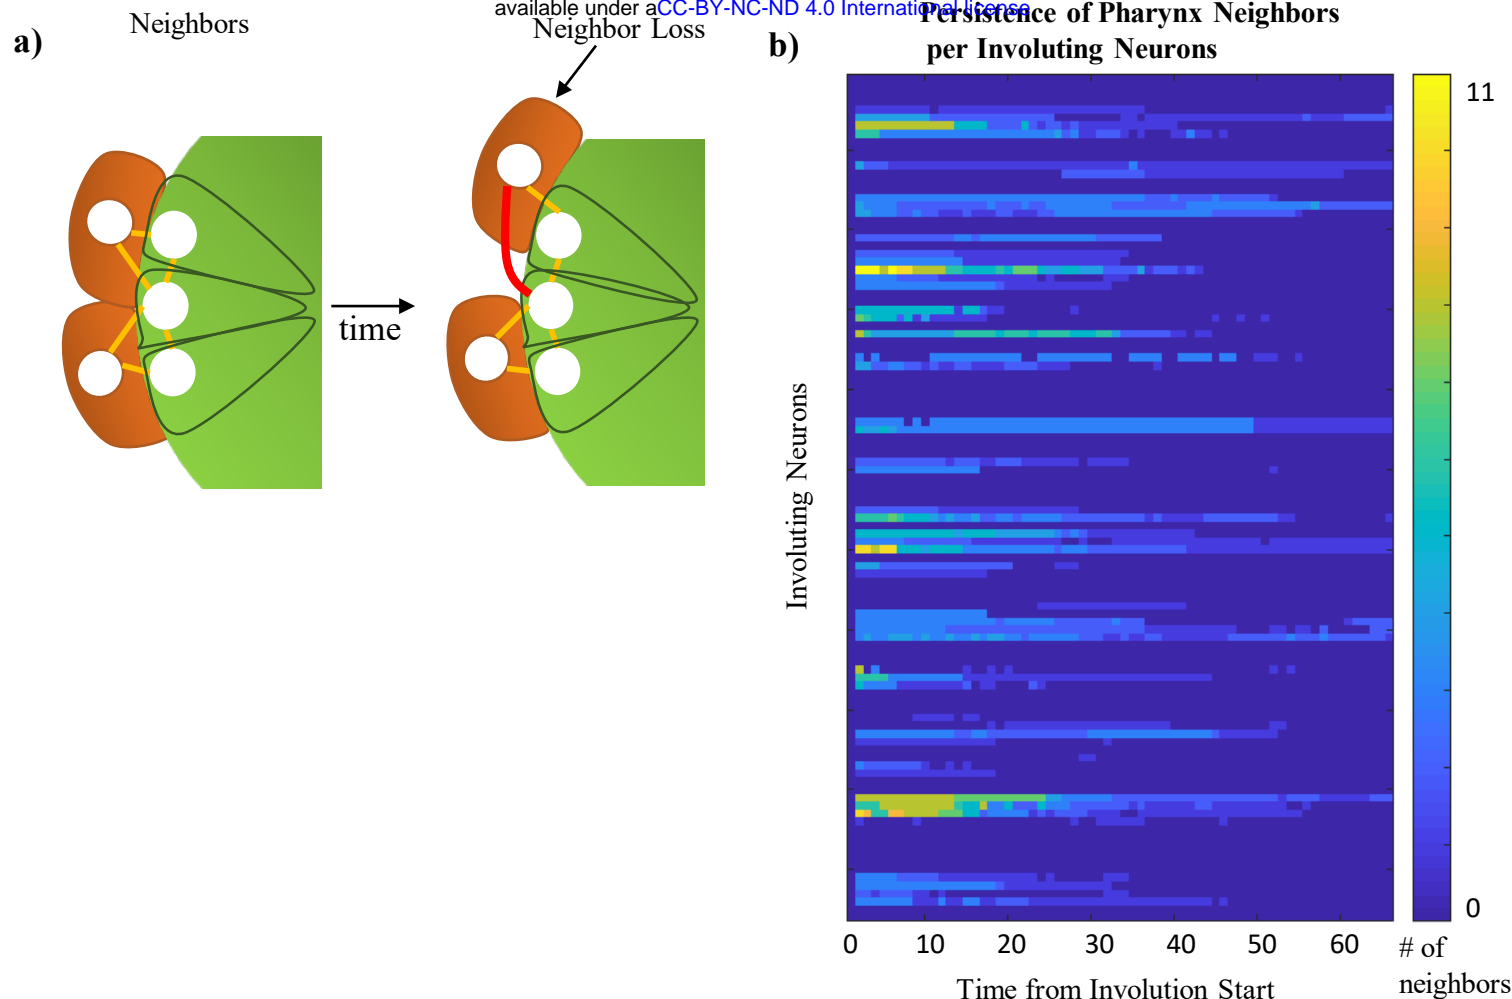 available under aCC-BY-NC-ND 4.0 International license
a)
Neighbors
Neighbor Loss
time
b)
Persistence of Pharynx Neighbors
per Involuting Neurons
Involuting Neurons
0 10 20 30 40 50 60
Time from Involution Start
11
0
# of
neighbors